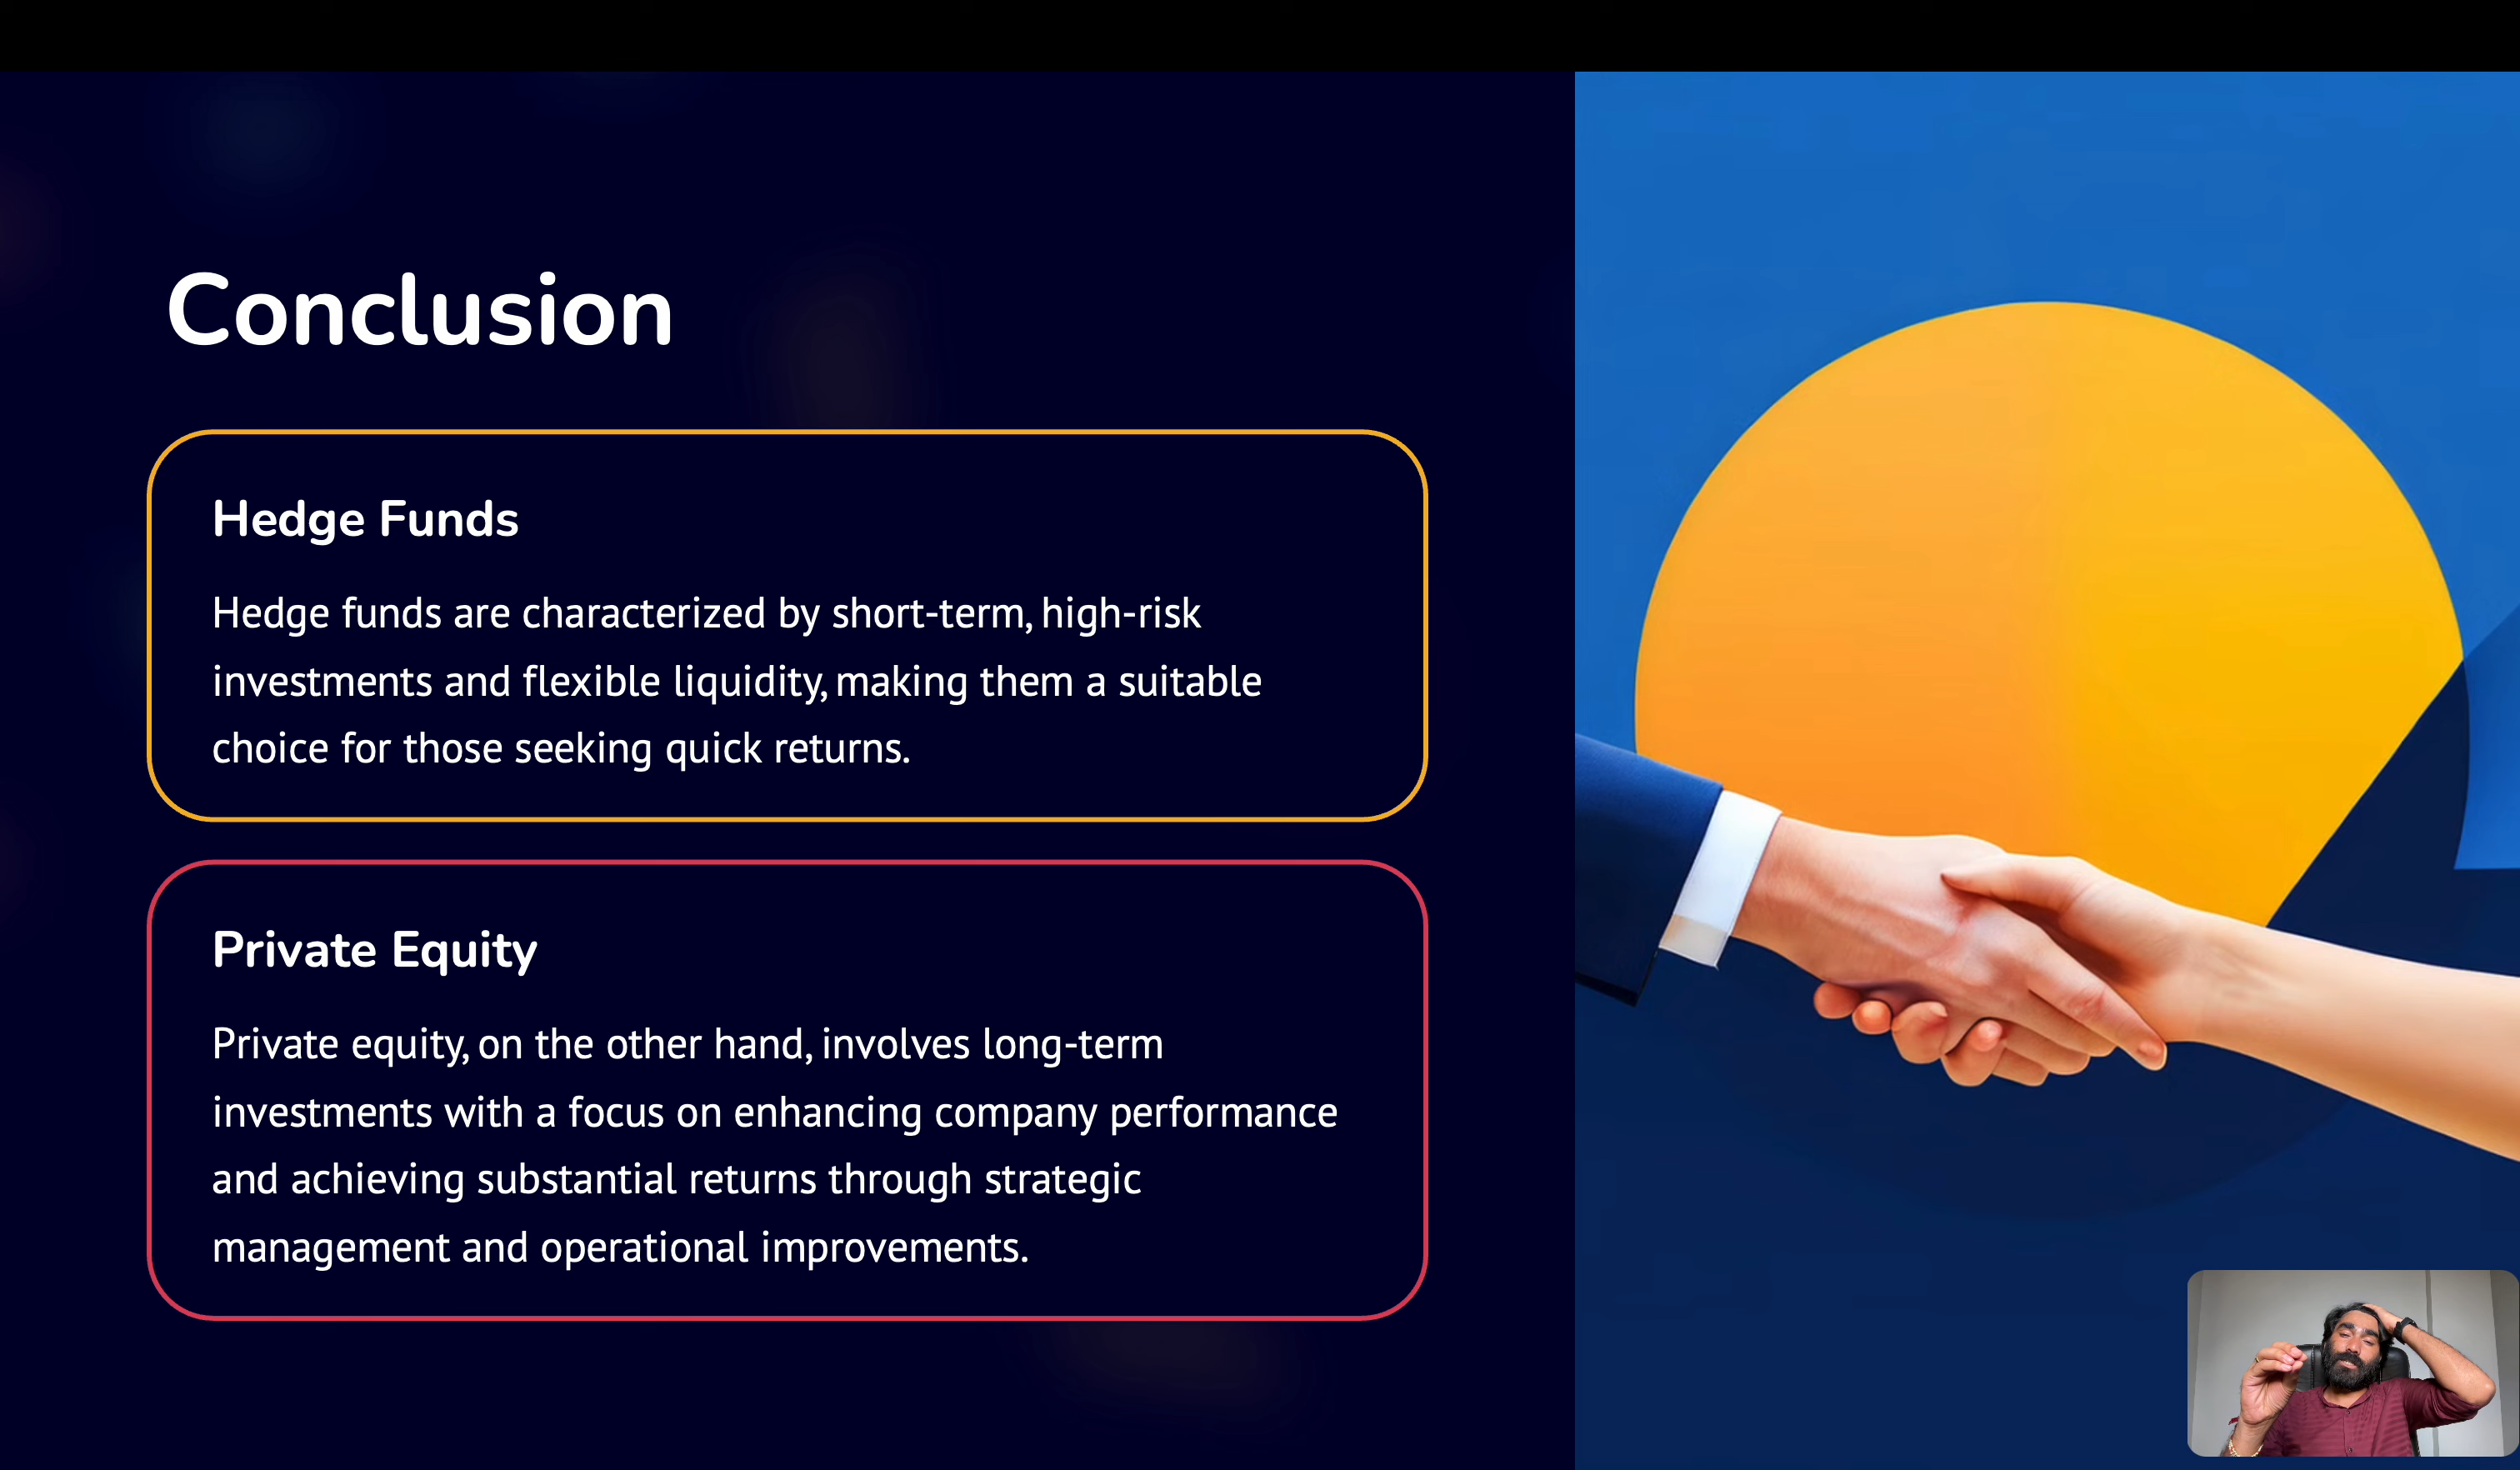 Conclusion
Hedge Funds
Hedge funds are characterized by short-term, high-risk
investments and flexible liquidity, making them a suitable
choice for those seeking quick returns.
Private Equity
Private equity, on the other hand, involves long-term
investments with a focus on enhancing company performance
and achieving substantial returns through strategic
management and operational improvements.